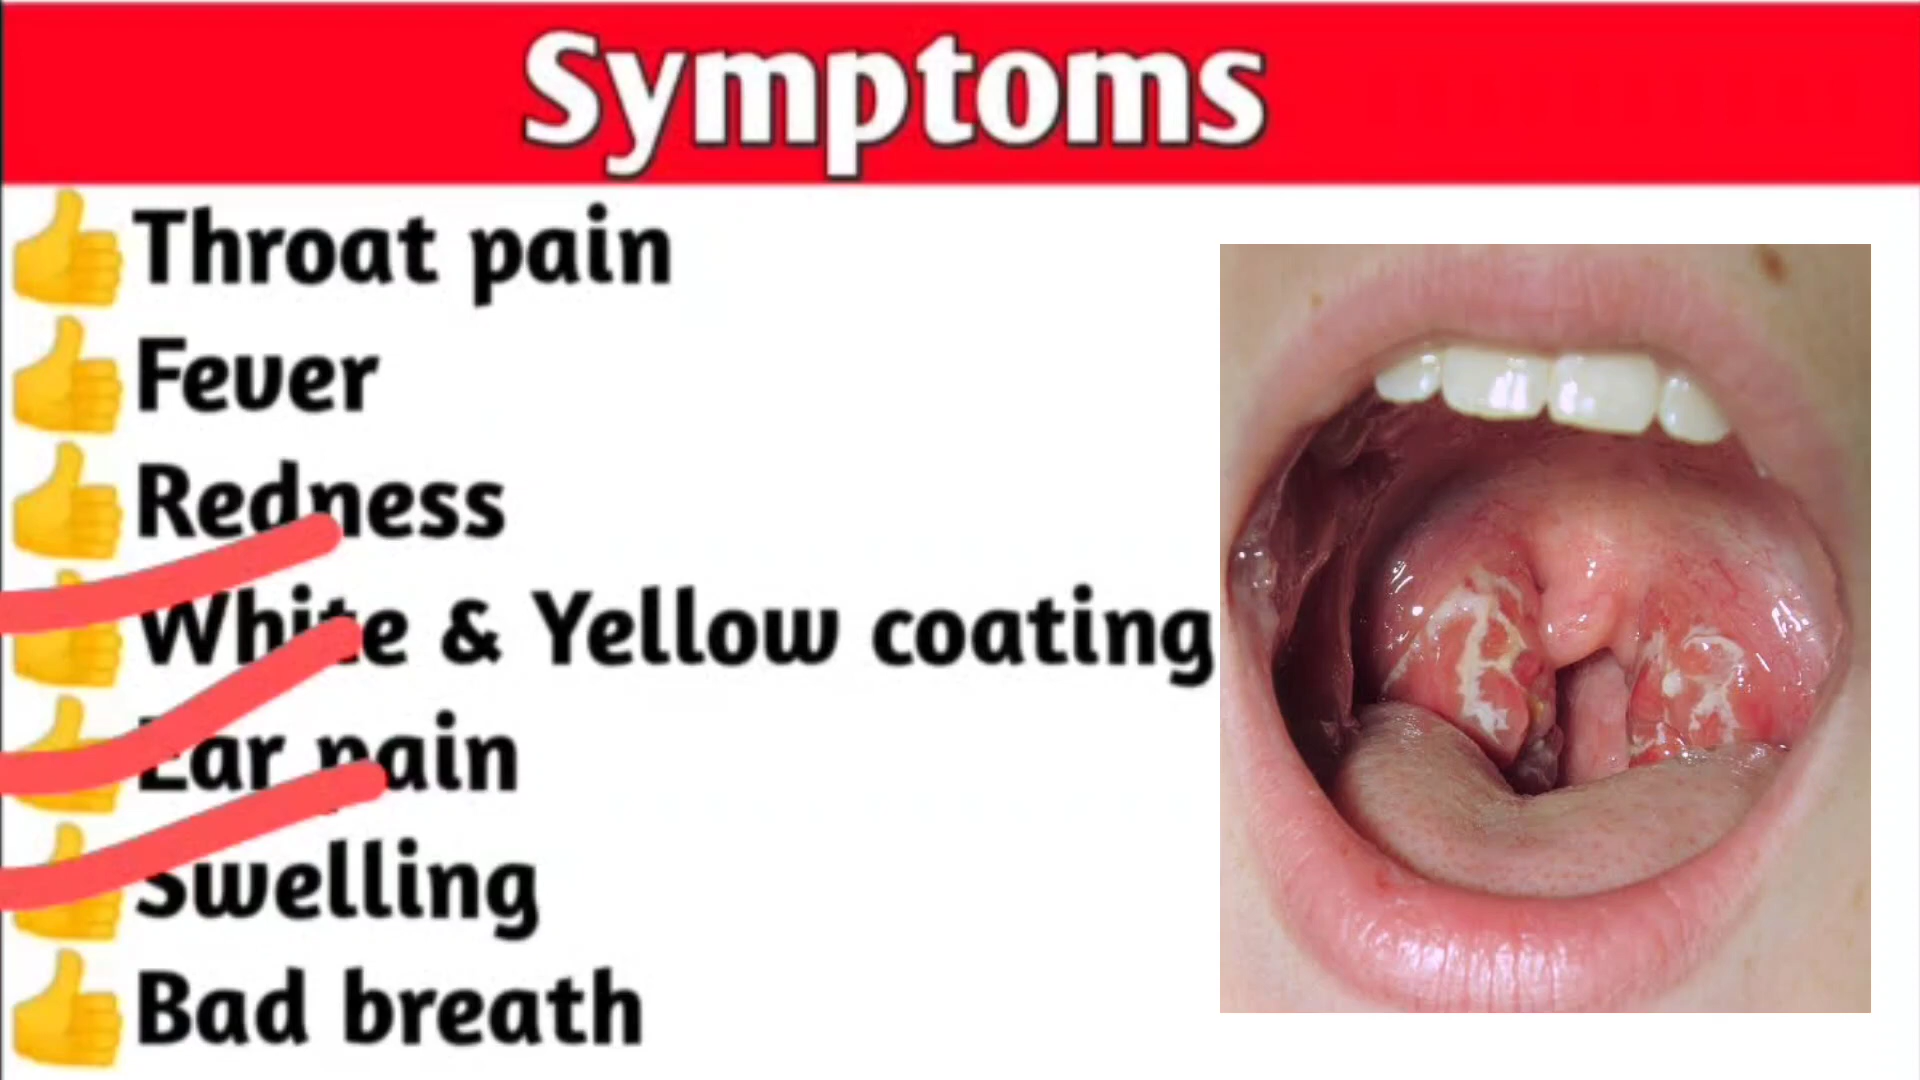 Symptoms
Throat pain
Fever
Redness
White & Yellow coating
Ear pain
Swelling
Bad breath